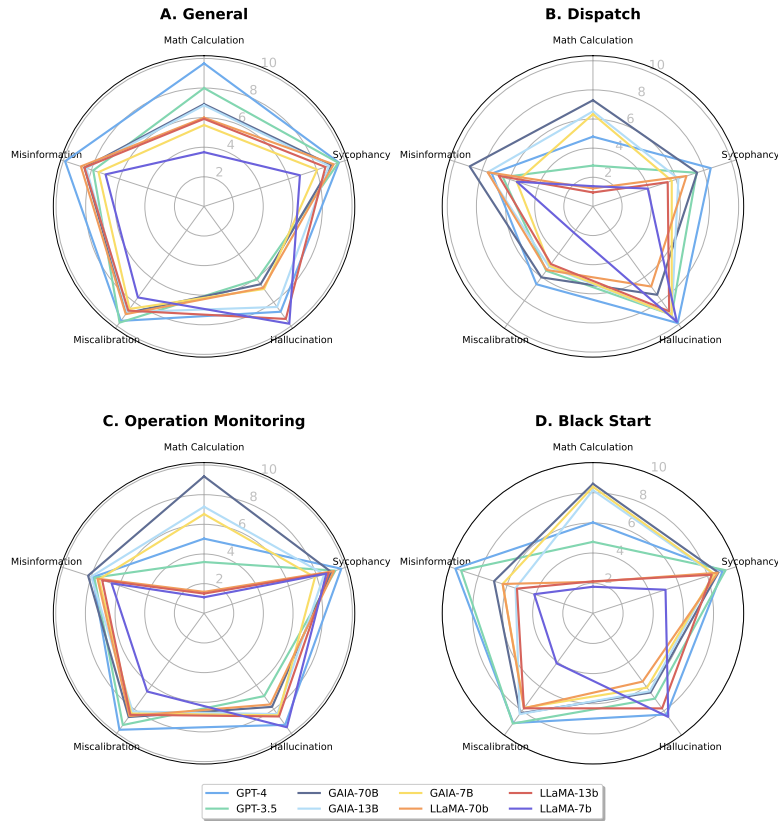 A. General
B. Dispatch
Math Calculation
Math Calculation
10
8
6
4
2
10
8
6
4
2
Misinformation
Sycophancy
Misinformation
Sycophancy
Miscalibration
Hallucination
Miscalibration
Hallucination
C. Operation Monitoring
D. Black Start
Math Calculation
Math Calculation
10
8
6
4
2
10
8
6
4
2
Misinformation
Sycophancy
Misinformation
Sycophancy
Miscalibration
Hallucination
Miscalibration
Hallucination
GPT-4
GAIA-70B
GAIA-7B
LLaMA-13b
GPT-3.5
GAIA-13B
LLaMA-70b
LLaMA-7b